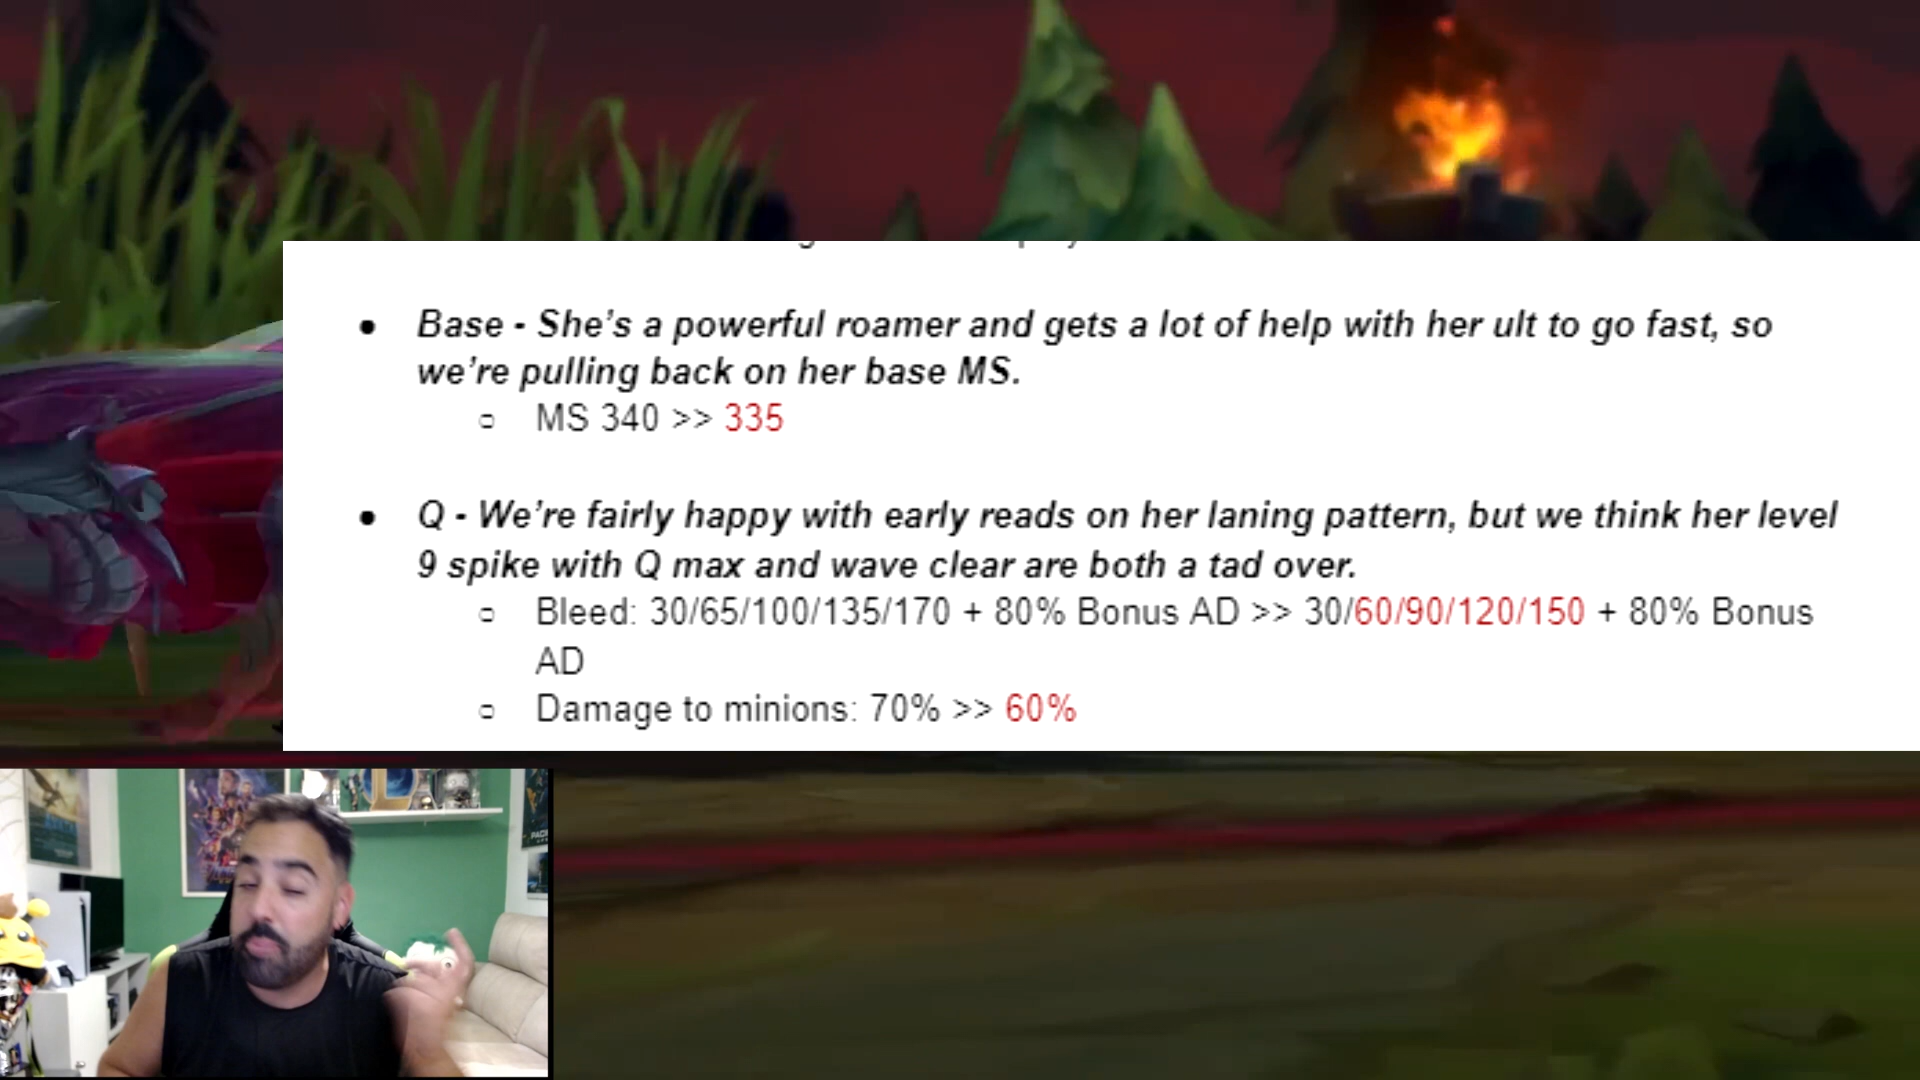 ● Base - She's a powerful roamer and gets a lot of help with her ult to go fast, so
we're pulling back on her base MS.
○ MS 340 >> 335
● Q - We're fairly happy with early reads on her laning pattern, but we think her level
9 spike with Q max and wave clear are both a tad over.
○ Bleed: 30/65/100/135/170 + 80% Bonus AD >> 30/60/90/120/150 + 80% Bonus
AD
○ Damage to minions: 70% >> 60%